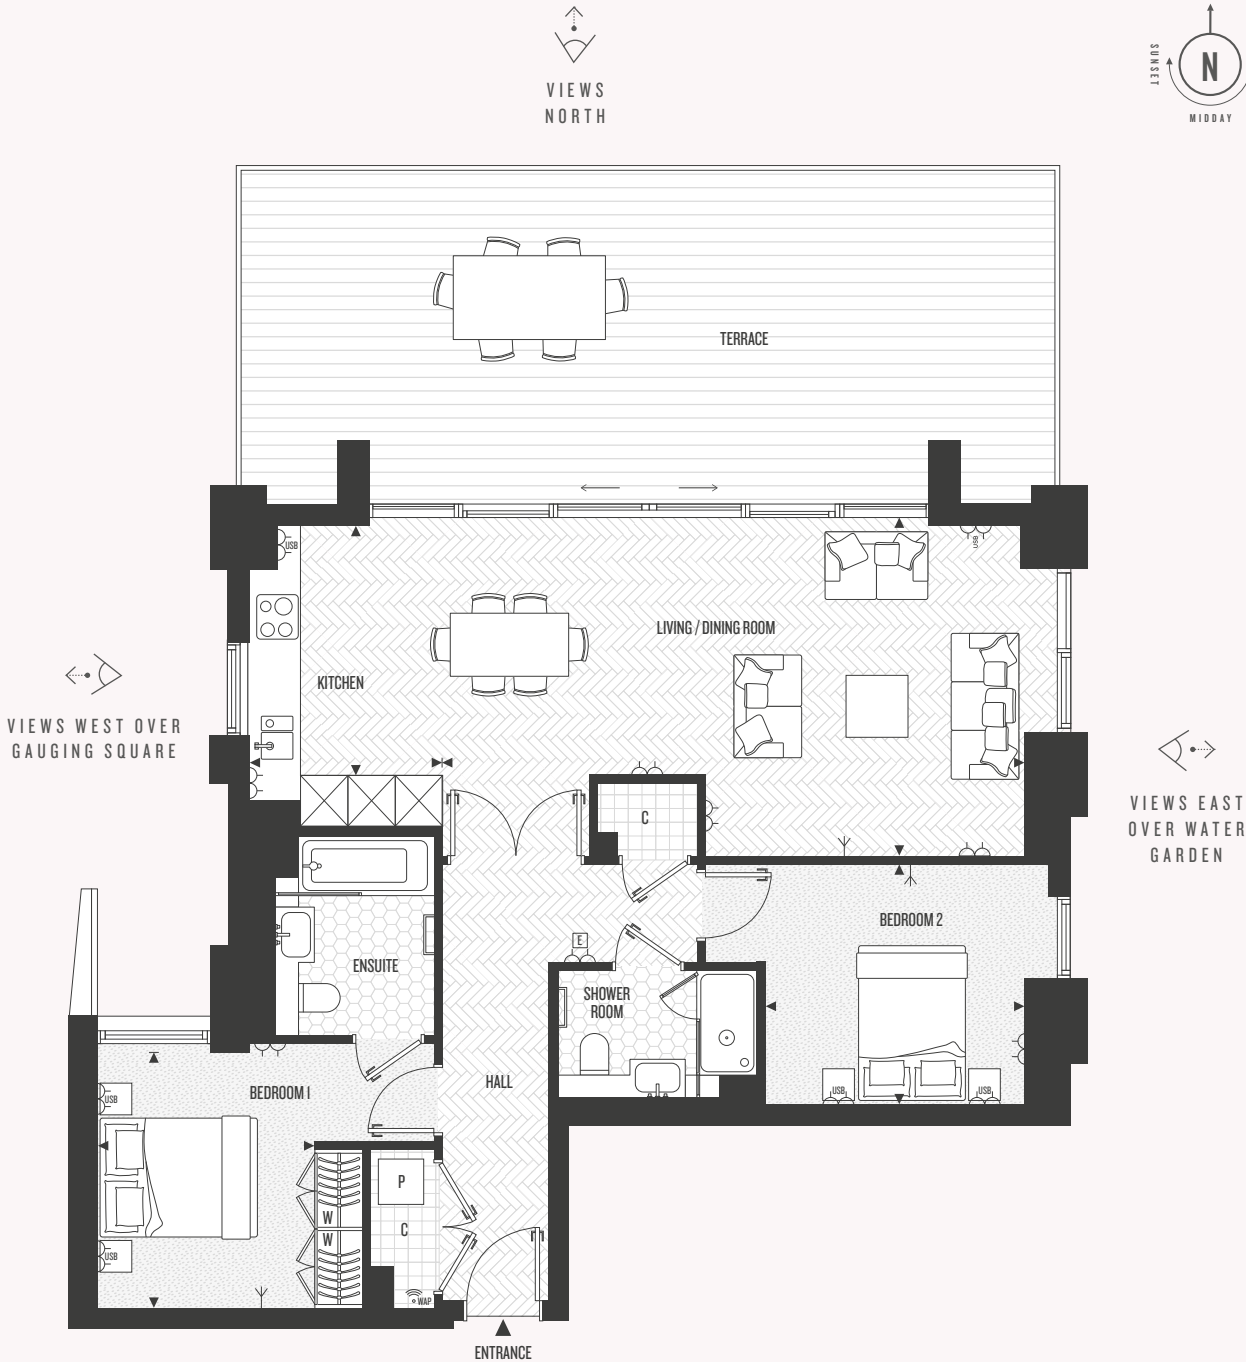 VIEWS
NORTH
N
SUNSET
MIDDAY
TERRACE
USB
USB
LIVING / DINING ROOM
KITCHEN
VIEWS WEST OVER
GAUGING SQUARE
VIEWS EAST
OVER WATER
GARDEN
C
BEDROOM 2
E
ENSUITE
SHOWER
ROOM
HALL
BEDROOM 1
USB
USB
USB
P
C
W
W
USB
WAP
ENTRANCE